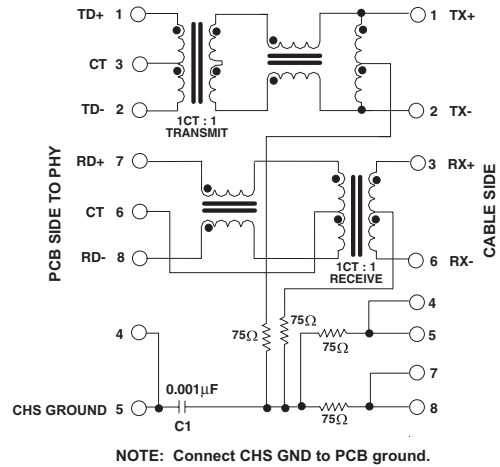 TD+ 1
1 TX+
CT 3
TD- 2
2 TX-
1CT : 1
TRANSMIT
PCB SIDE TO PHY
CABLE SIDE
RD+ 7
3 RX+
CT 6
RD- 8
6 RX-
1CT : 1
RECEIVE
4
75Ω
75Ω
75Ω
4
5
7
0.001µF
CHS GROUND 5
C1
75Ω
8
NOTE: Connect CHS GND to PCB ground.